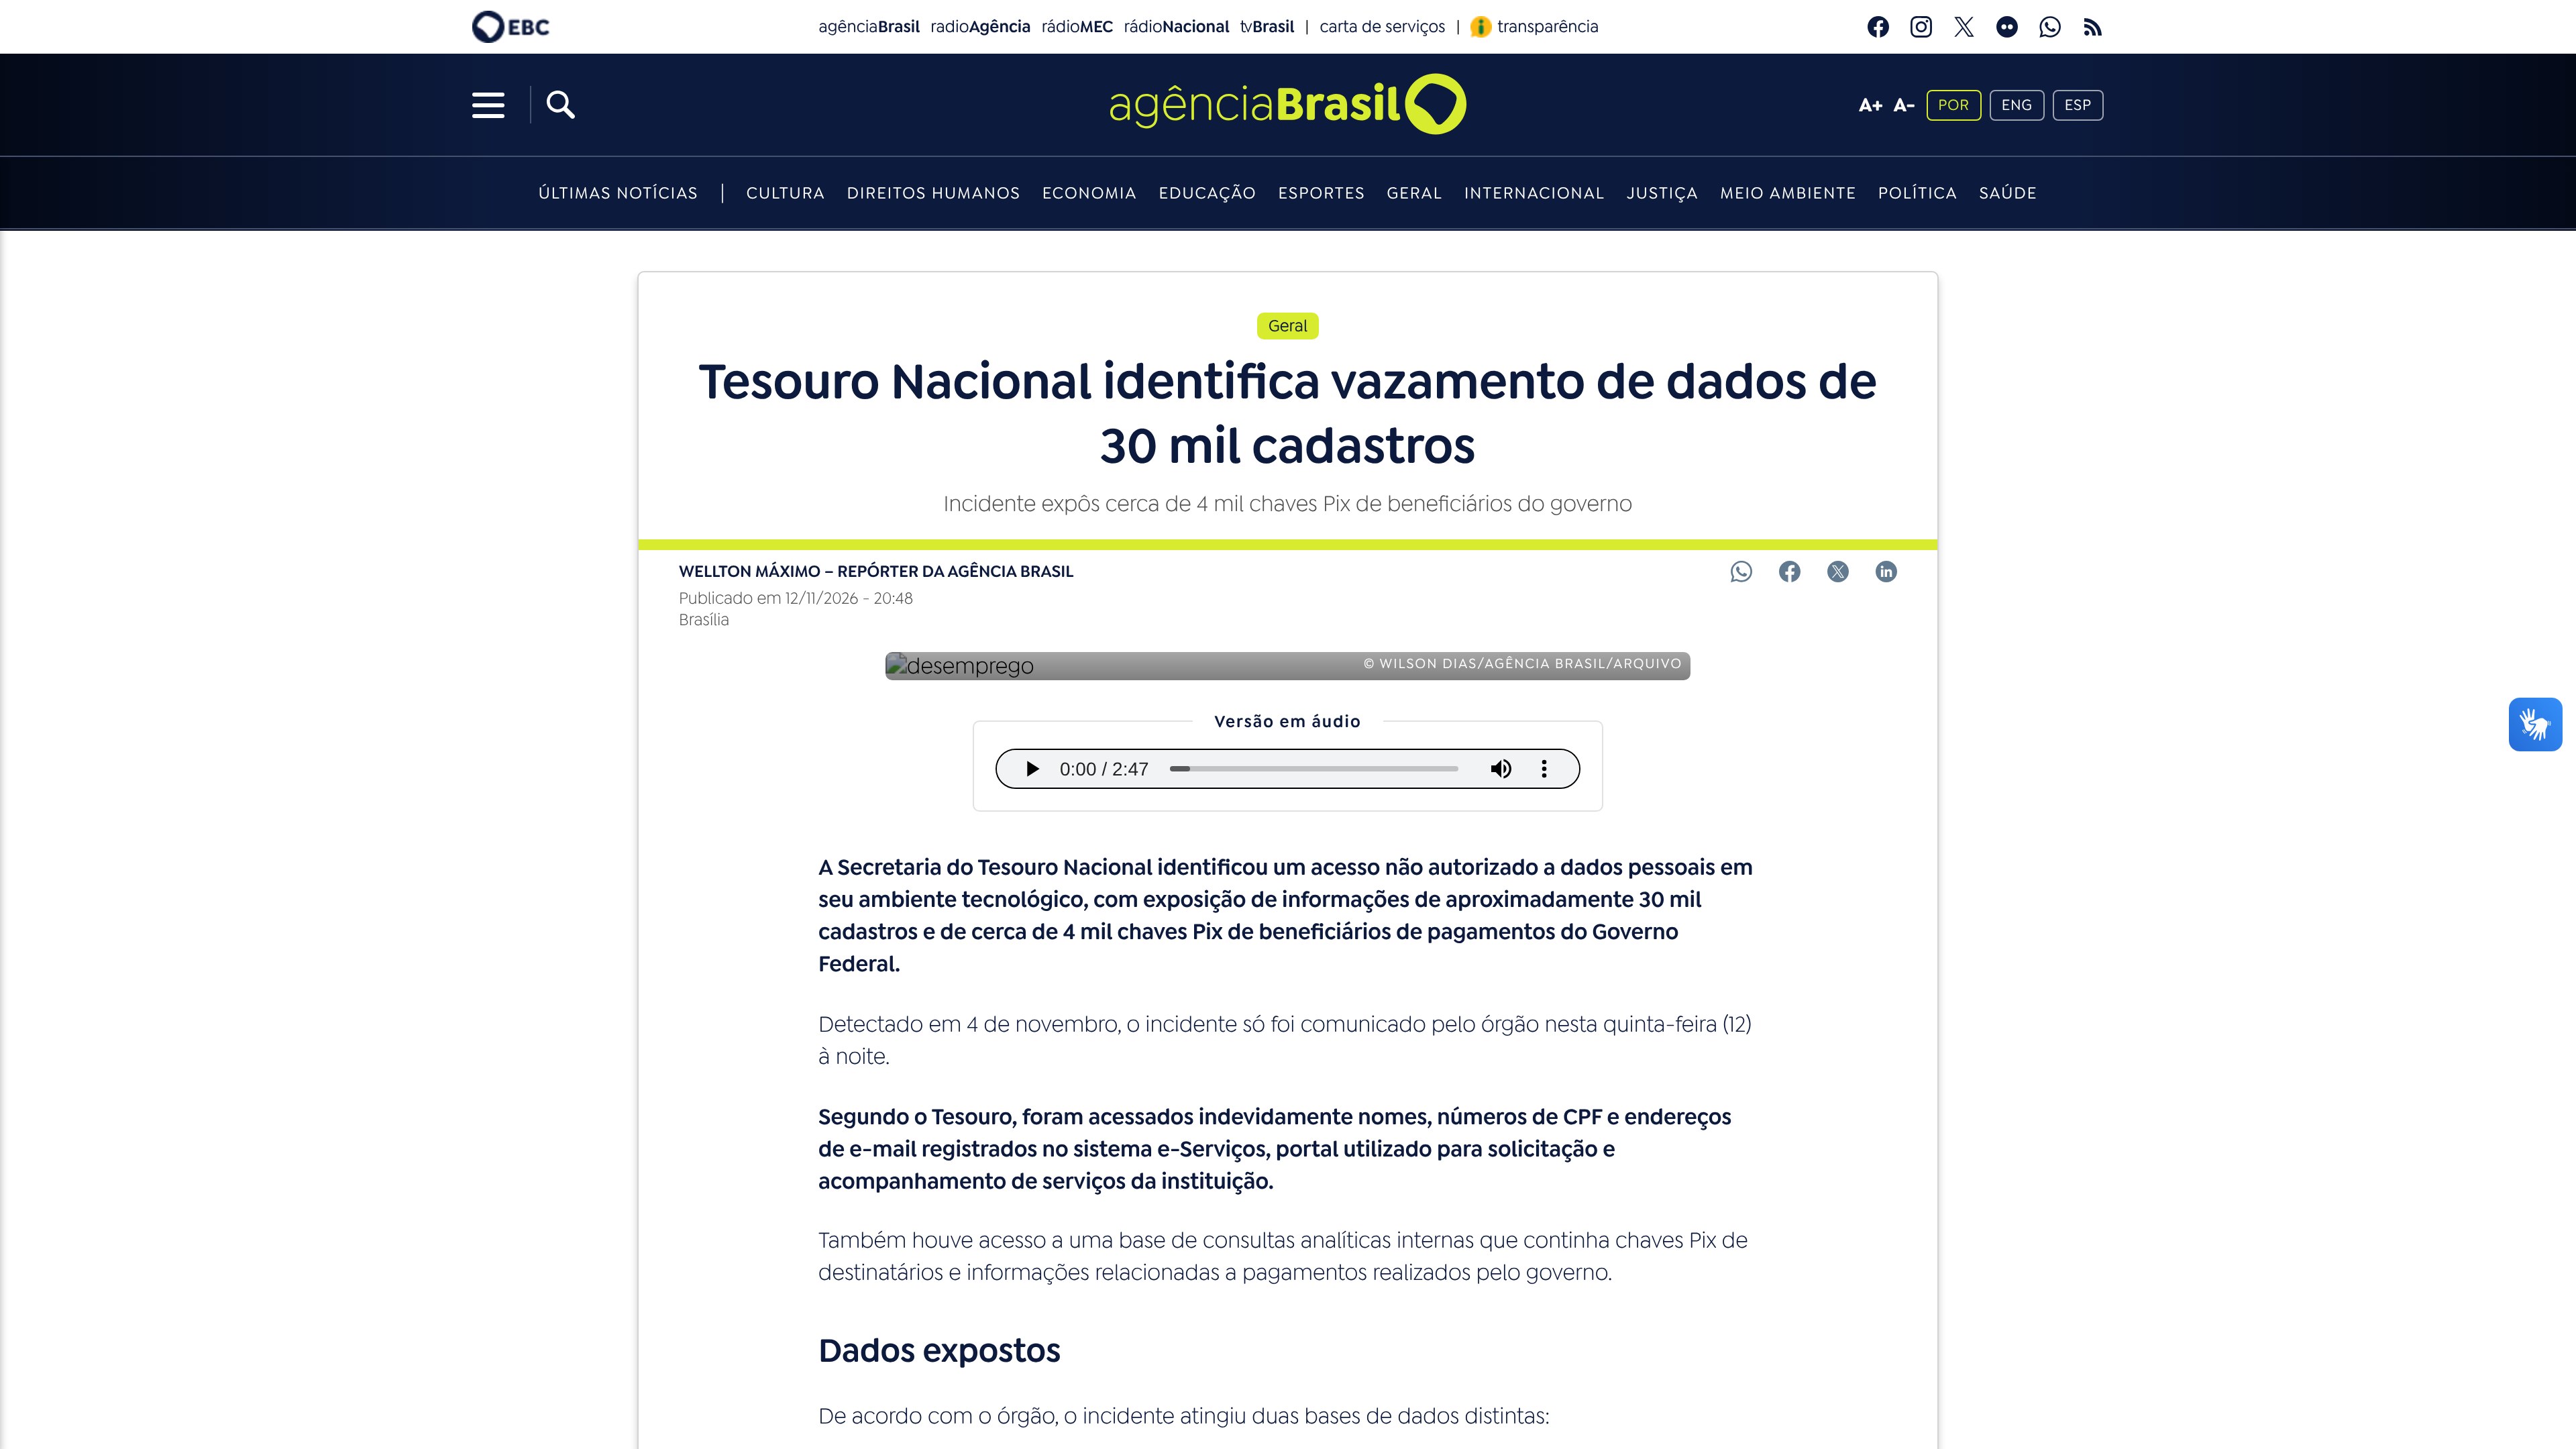 EBC
agênciaBrasil radioAgência rádioMEC rádioNacional tvBrasil | carta de serviços | transparência
agênciaBrasil
A+ A- POR ENG ESP
ÚLTIMAS NOTÍCIAS | CULTURA DIREITOS HUMANOS ECONOMIA EDUCAÇÃO ESPORTES GERAL INTERNACIONAL JUSTIÇA MEIO AMBIENTE POLÍTICA SAÚDE
Geral
Tesouro Nacional identifica vazamento de dados de
30 mil cadastros
Incidente expôs cerca de 4 mil chaves Pix de beneficiários do governo
WELLTON MÁXIMO – REPÓRTER DA AGÊNCIA BRASIL
Publicado em 12/11/2026 - 20:48
Brasília
desemprego
© WILSON DIAS/AGÊNCIA BRASIL/ARQUIVO
Versão em áudio
0:00 / 2:47
A Secretaria do Tesouro Nacional identificou um acesso não autorizado a dados pessoais em
seu ambiente tecnológico, com exposição de informações de aproximadamente 30 mil
cadastros e de cerca de 4 mil chaves Pix de beneficiários de pagamentos do Governo
Federal.
Detectado em 4 de novembro, o incidente só foi comunicado pelo órgão nesta quinta-feira (12)
à noite.
Segundo o Tesouro, foram acessados indevidamente nomes, números de CPF e endereços
de e-mail registrados no sistema e-Serviços, portal utilizado para solicitação e
acompanhamento de serviços da instituição.
Também houve acesso a uma base de consultas analíticas internas que continha chaves Pix de
destinatários e informações relacionadas a pagamentos realizados pelo governo.
Dados expostos
De acordo com o órgão, o incidente atingiu duas bases de dados distintas: